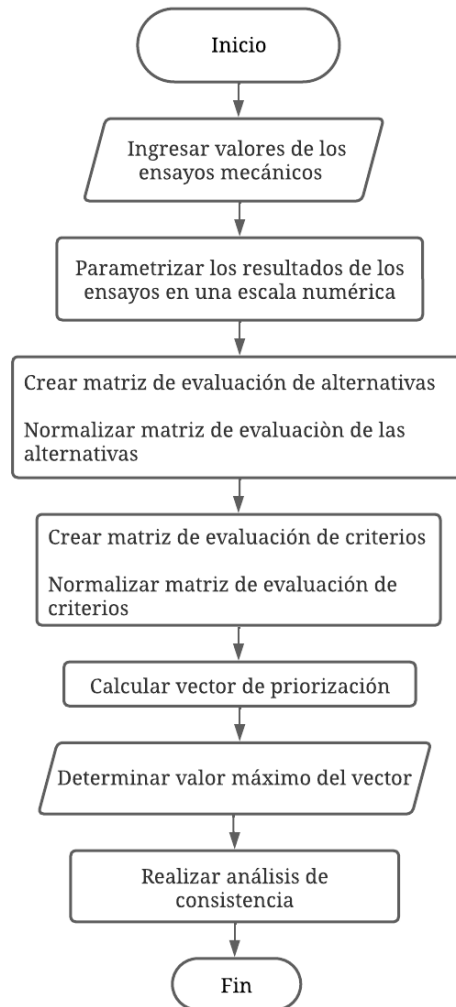 Inicio
Ingresar valores de los
ensayos mecánicos
Parametrizar los resultados de los
ensayos en una escala numérica
Crear matriz de evaluación de alternativas
Normalizar matriz de evaluaciòn de las
alternativas
Crear matriz de evaluación de criterios
Normalizar matriz de evaluación de
criterios
Calcular vector de priorización
Determinar valor máximo del vector
Realizar análisis de
consistencia
Fin